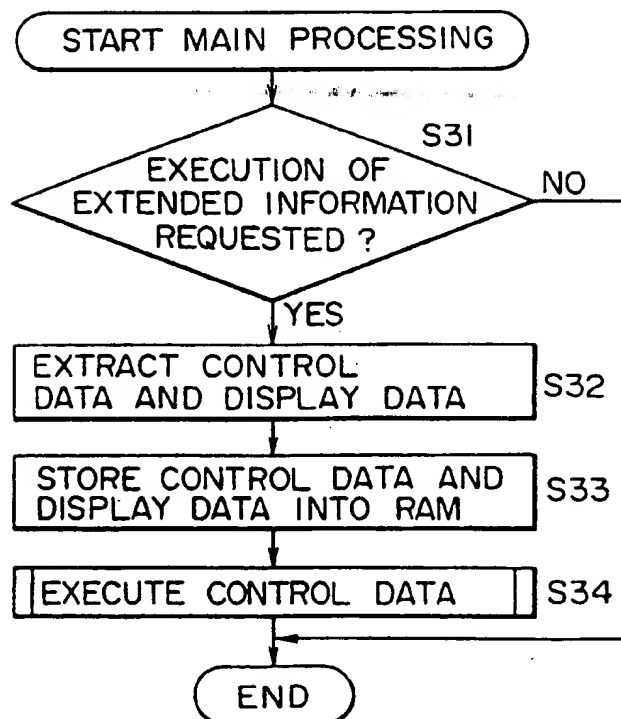 START MAIN PROCESSING
S31
EXECUTION OF
EXTENDED INFORMATION
REQUESTED ?
NO
YES
EXTRACT CONTROL
DATA AND DISPLAY DATA
S32
STORE CONTROL DATA AND
DISPLAY DATA INTO RAM
S33
EXECUTE CONTROL DATA
S34
END